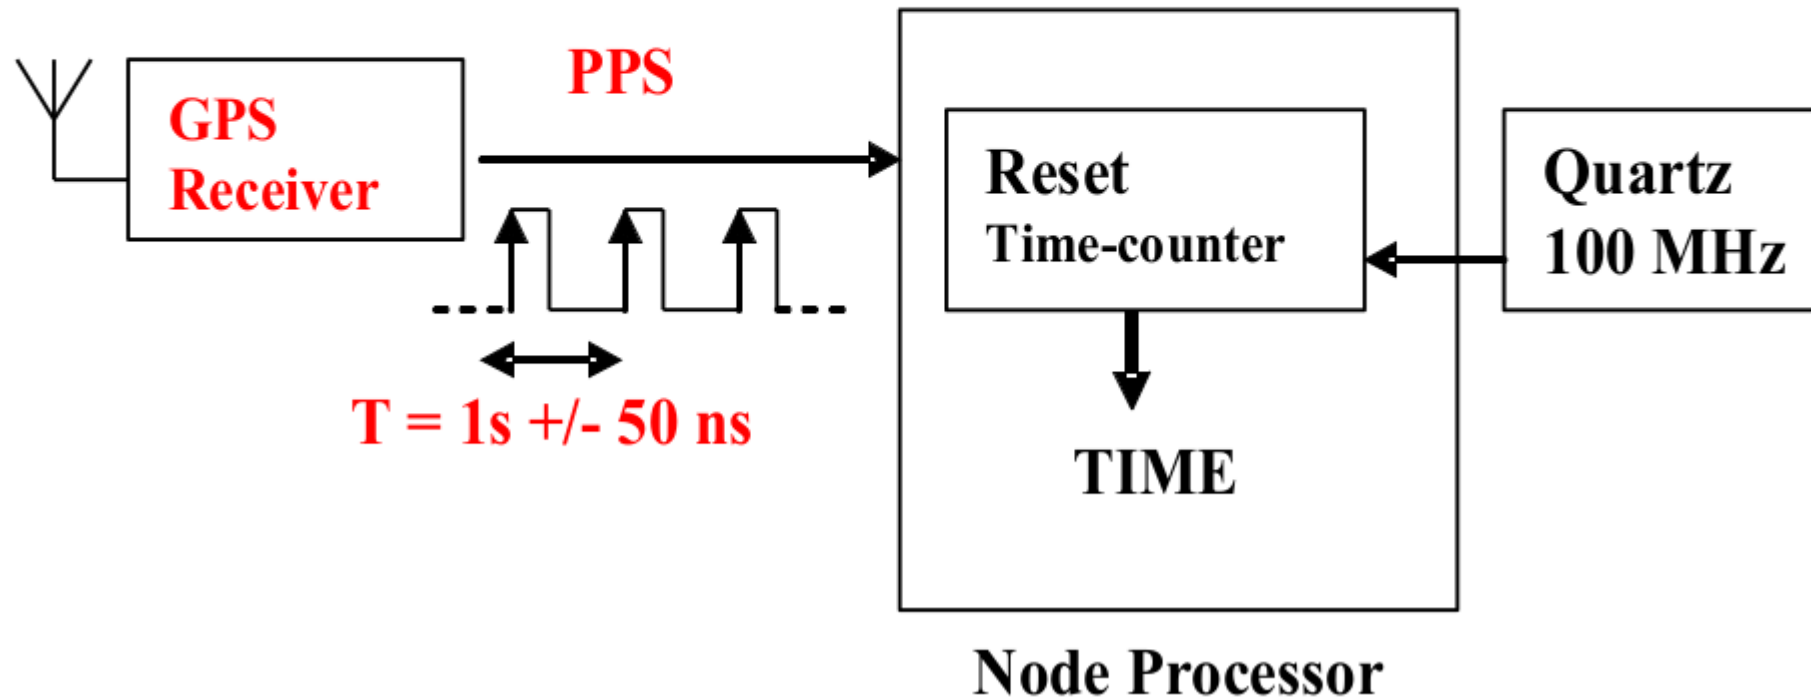 PPS
GPS
Receiver
T = 1s +/- 50 ns
Reset
Time-counter
TIME
Quartz
100 MHz
Node Processor